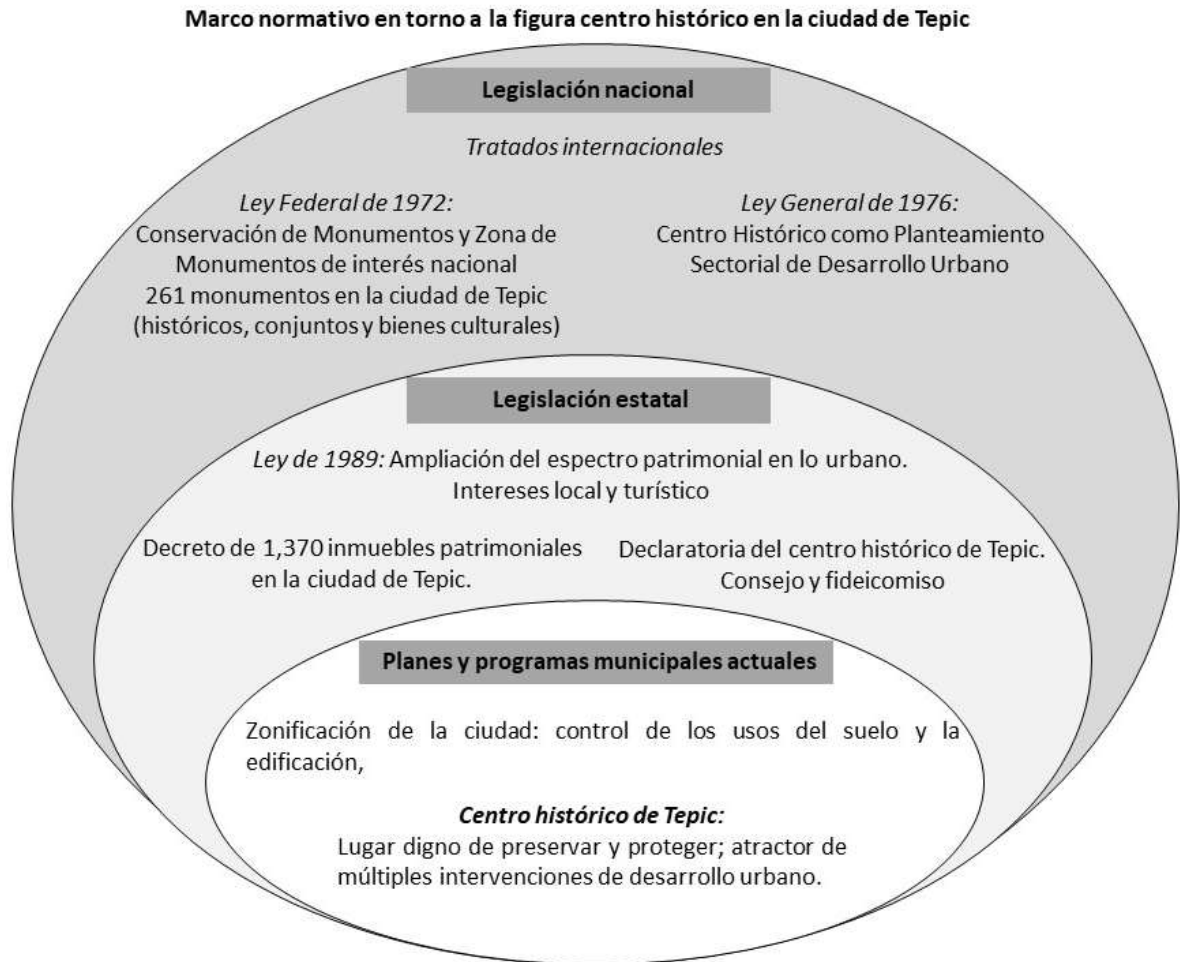 Marco normativo en torno a la figura centro histórico en la ciudad de Tepic
Legislación nacional
Tratados internacionales
Ley Federal de 1972:
Conservación de Monumentos y Zona de
Monumentos de interés nacional
261 monumentos en la ciudad de Tepic
(históricos, conjuntos y bienes culturales)
Ley General de 1976:
Centro Histórico como Planteamiento
Sectorial de Desarrollo Urbano
Legislación estatal
Ley de 1989: Ampliación del espectro patrimonial en lo urbano.
Intereses local y turístico
Decreto de 1,370 inmuebles patrimoniales
en la ciudad de Tepic.
Declaratoria del centro histórico de Tepic.
Consejo y fideicomiso
Planes y programas municipales actuales
Zonificación de la ciudad: control de los usos del suelo y la
edificación,
Centro histórico de Tepic:
Lugar digno de preservar y proteger; atractor de
múltiples intervenciones de desarrollo urbano.